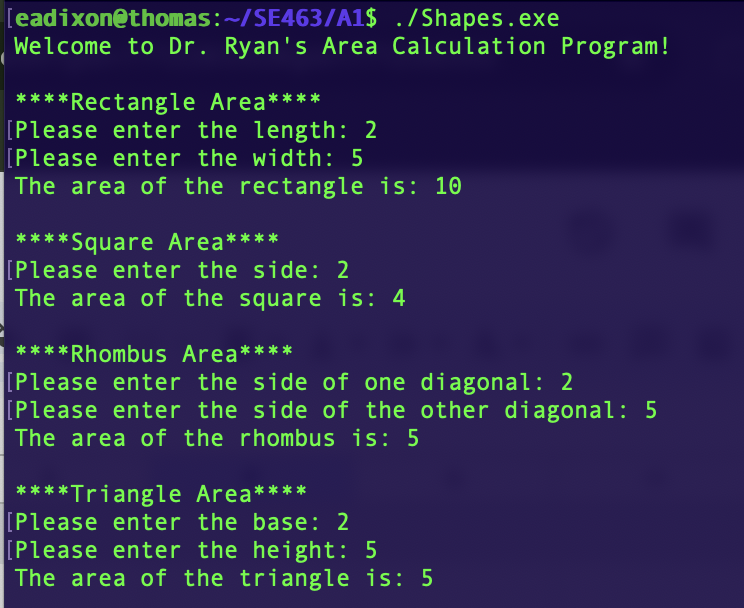 [eadixon@thomas:~/SE463/A1$ ./Shapes.exe
Welcome to Dr. Ryan's Area Calculation Program!
****Rectangle Area****
[Please enter the length: 2
[Please enter the width: 5
The area of the rectangle is: 10
****Square Area****
[Please enter the side: 2
The area of the square is: 4
****Rhombus Area****
[Please enter the side of one diagonal: 2
[Please enter the side of the other diagonal: 5
The area of the rhombus is: 5
****Triangle Area****
[Please enter the base: 2
[Please enter the height: 5
The area of the triangle is: 5